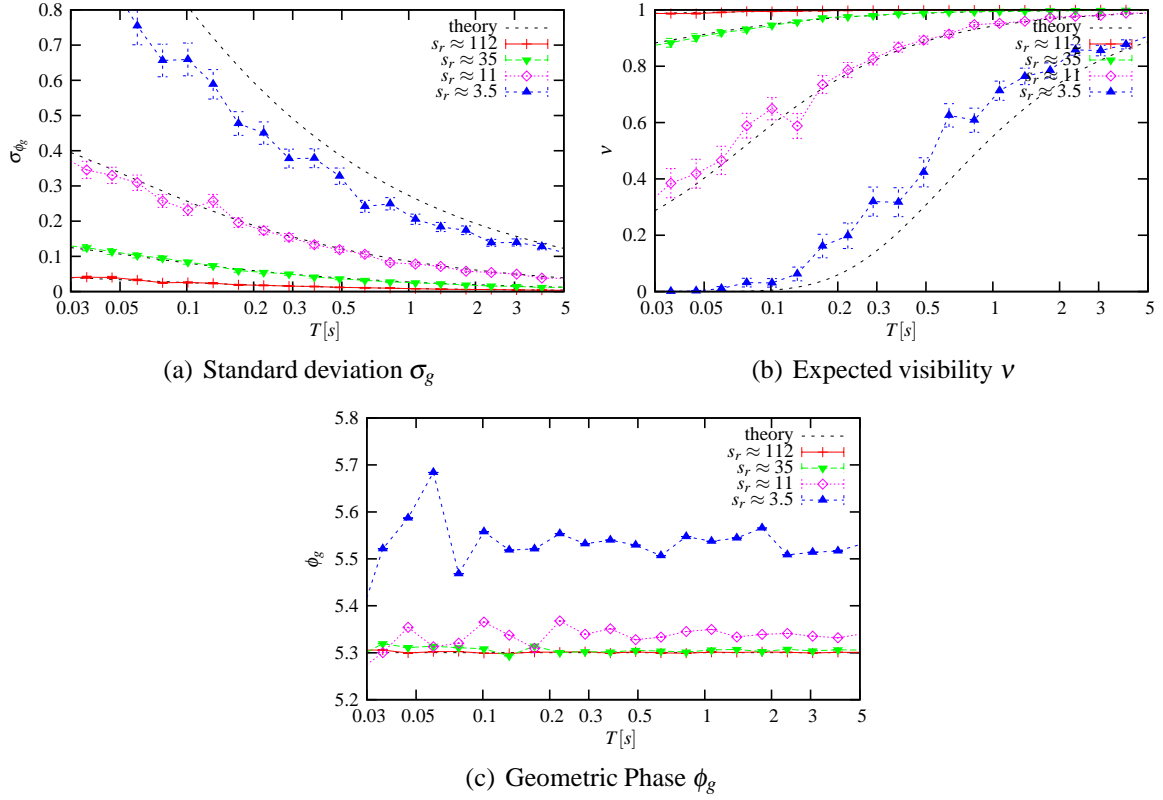 theory
s_r ≈ 112
s_r ≈ 35
s_r ≈ 11
s_r ≈ 3.5
0.8
0.7
0.6
0.5
0.4
0.3
0.2
0.1
0
σ_{ϕ_g}
0.03 0.05 0.1 0.2 0.3 0.5 1 2 3 5
T[s]
(a) Standard deviation σ_g
theory
s_r ≈ 112
s_r ≈ 35
s_r ≈ 11
s_r ≈ 3.5
1
0.8
0.6
0.4
0.2
0
ν
0.03 0.05 0.1 0.2 0.3 0.5 1 2 3 5
T[s]
(b) Expected visibility ν
theory
s_r ≈ 112
s_r ≈ 35
s_r ≈ 11
s_r ≈ 3.5
5.8
5.7
5.6
5.5
5.4
5.3
5.2
ϕ_g
0.03 0.05 0.1 0.2 0.3 0.5 1 2 3 5
T[s]
(c) Geometric Phase ϕ_g